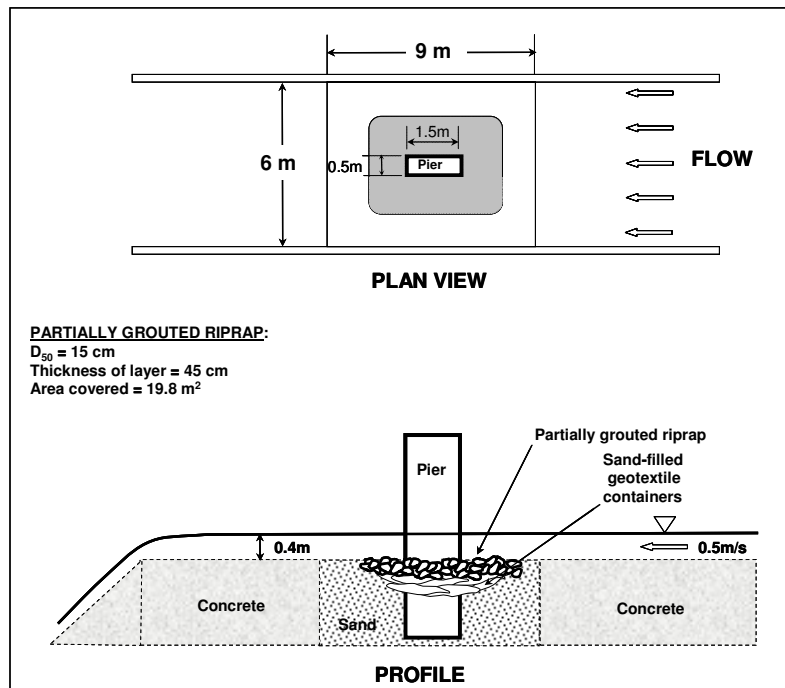 9 m
1.5m
6 m
0.5m
Pier
FLOW
PLAN VIEW
PARTIALLY GROUTED RIPRAP:
D₅₀ = 15 cm
Thickness of layer = 45 cm
Area covered = 19.8 m²
Partially grouted riprap
Pier
Sand-filled
geotextile
containers
0.4m
0.5m/s
Concrete
Sand
Concrete
PROFILE